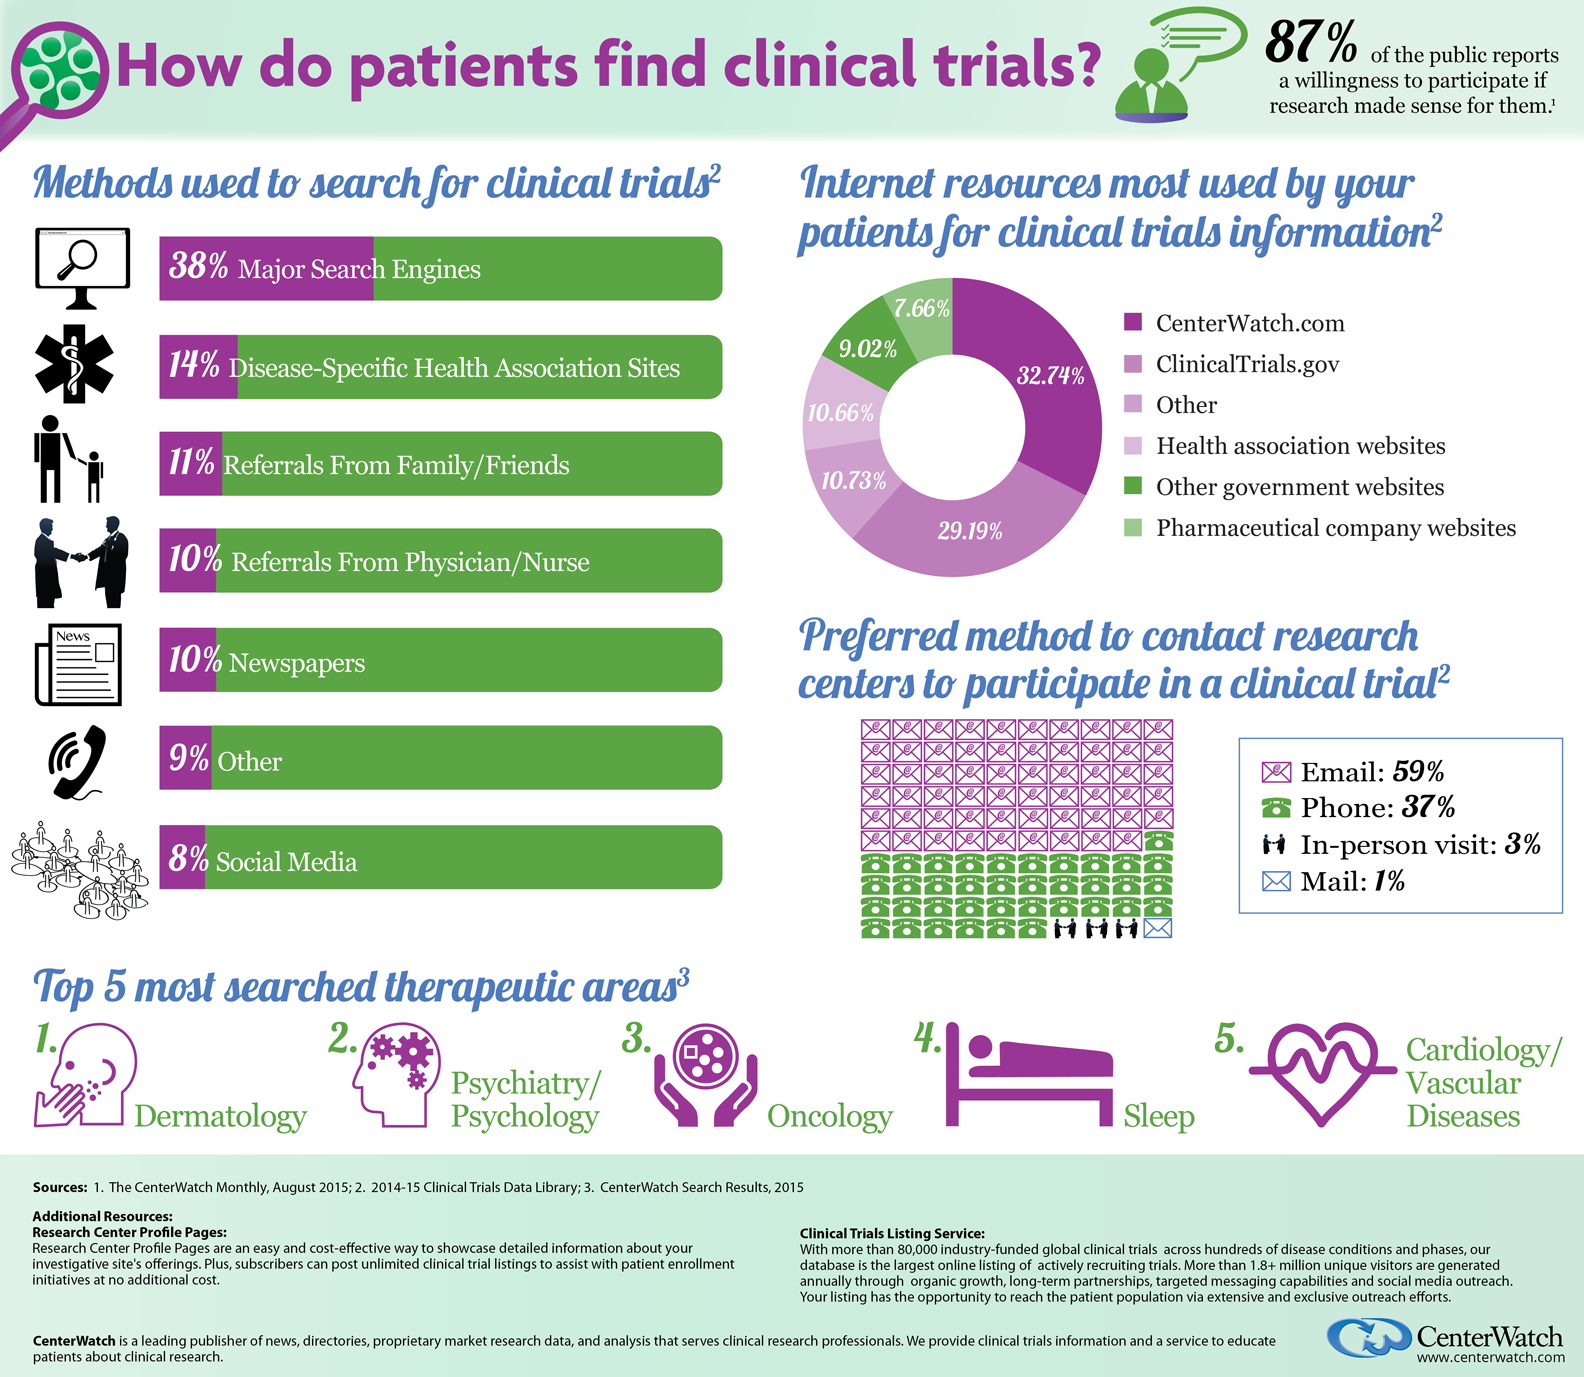 How do patients find clinical trials?
87% of the public reports
a willingness to participate if
research made sense for them.¹
Methods used to search for clinical trials²
38% Major Search Engines
14% Disease-Specific Health Association Sites
11% Referrals From Family/Friends
10% Referrals From Physician/Nurse
News
10% Newspapers
9% Other
8% Social Media
Internet resources most used by your
patients for clinical trials information²
32.74%
29.19%
10.73%
10.66%
9.02%
7.66%
CenterWatch.com
ClinicalTrials.gov
Other
Health association websites
Other government websites
Pharmaceutical company websites
Preferred method to contact research
centers to participate in a clinical trial²
Email: 59%
Phone: 37%
In-person visit: 3%
Mail: 1%
Top 5 most searched therapeutic areas³
1.
Dermatology
2.
Psychiatry/
Psychology
3.
Oncology
4.
Sleep
5.
Cardiology/
Vascular
Diseases
Sources: 1. The CenterWatch Monthly, August 2015; 2. 2014-15 Clinical Trials Data Library; 3. CenterWatch Search Results, 2015
Additional Resources:
Research Center Profile Pages:
Research Center Profile Pages are an easy and cost-effective way to showcase detailed information about your
investigative site's offerings. Plus, subscribers can post unlimited clinical trial listings to assist with patient enrollment
initiatives at no additional cost.
Clinical Trials Listing Service:
With more than 80,000 industry-funded global clinical trials across hundreds of disease conditions and phases, our
database is the largest online listing of actively recruiting trials. More than 1.8+ million unique visitors are generated
annually through organic growth, long-term partnerships, targeted messaging capabilities and social media outreach.
Your listing has the opportunity to reach the patient population via extensive and exclusive outreach efforts.
CenterWatch is a leading publisher of news, directories, proprietary market research data, and analysis that serves clinical research professionals. We provide clinical trials information and a service to educate
patients about clinical research.
CenterWatch
www.centerwatch.com